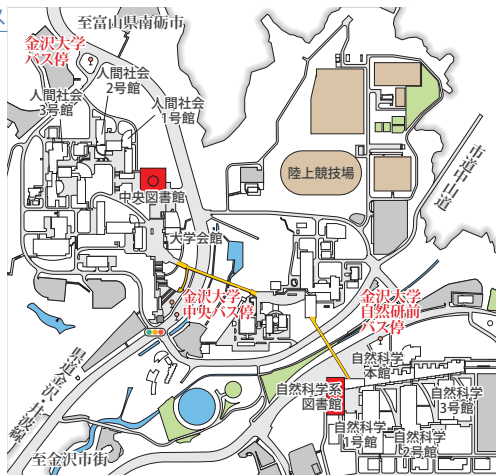 ス
至富山県南砺市
金沢大学
バス停
人間社会
2号館
人間社会
3号館
人間社会
1号館
中央図書館
陸上競技場
市道中山道
大学会館
金沢大学
中央バス停
金沢大学
自然研前
バス停
県道金沢・井波線
自然科学
本館
自然科学系
図書館
自然科学
3号館
自然科学
1号館
自然科学
2号館
至金沢市街